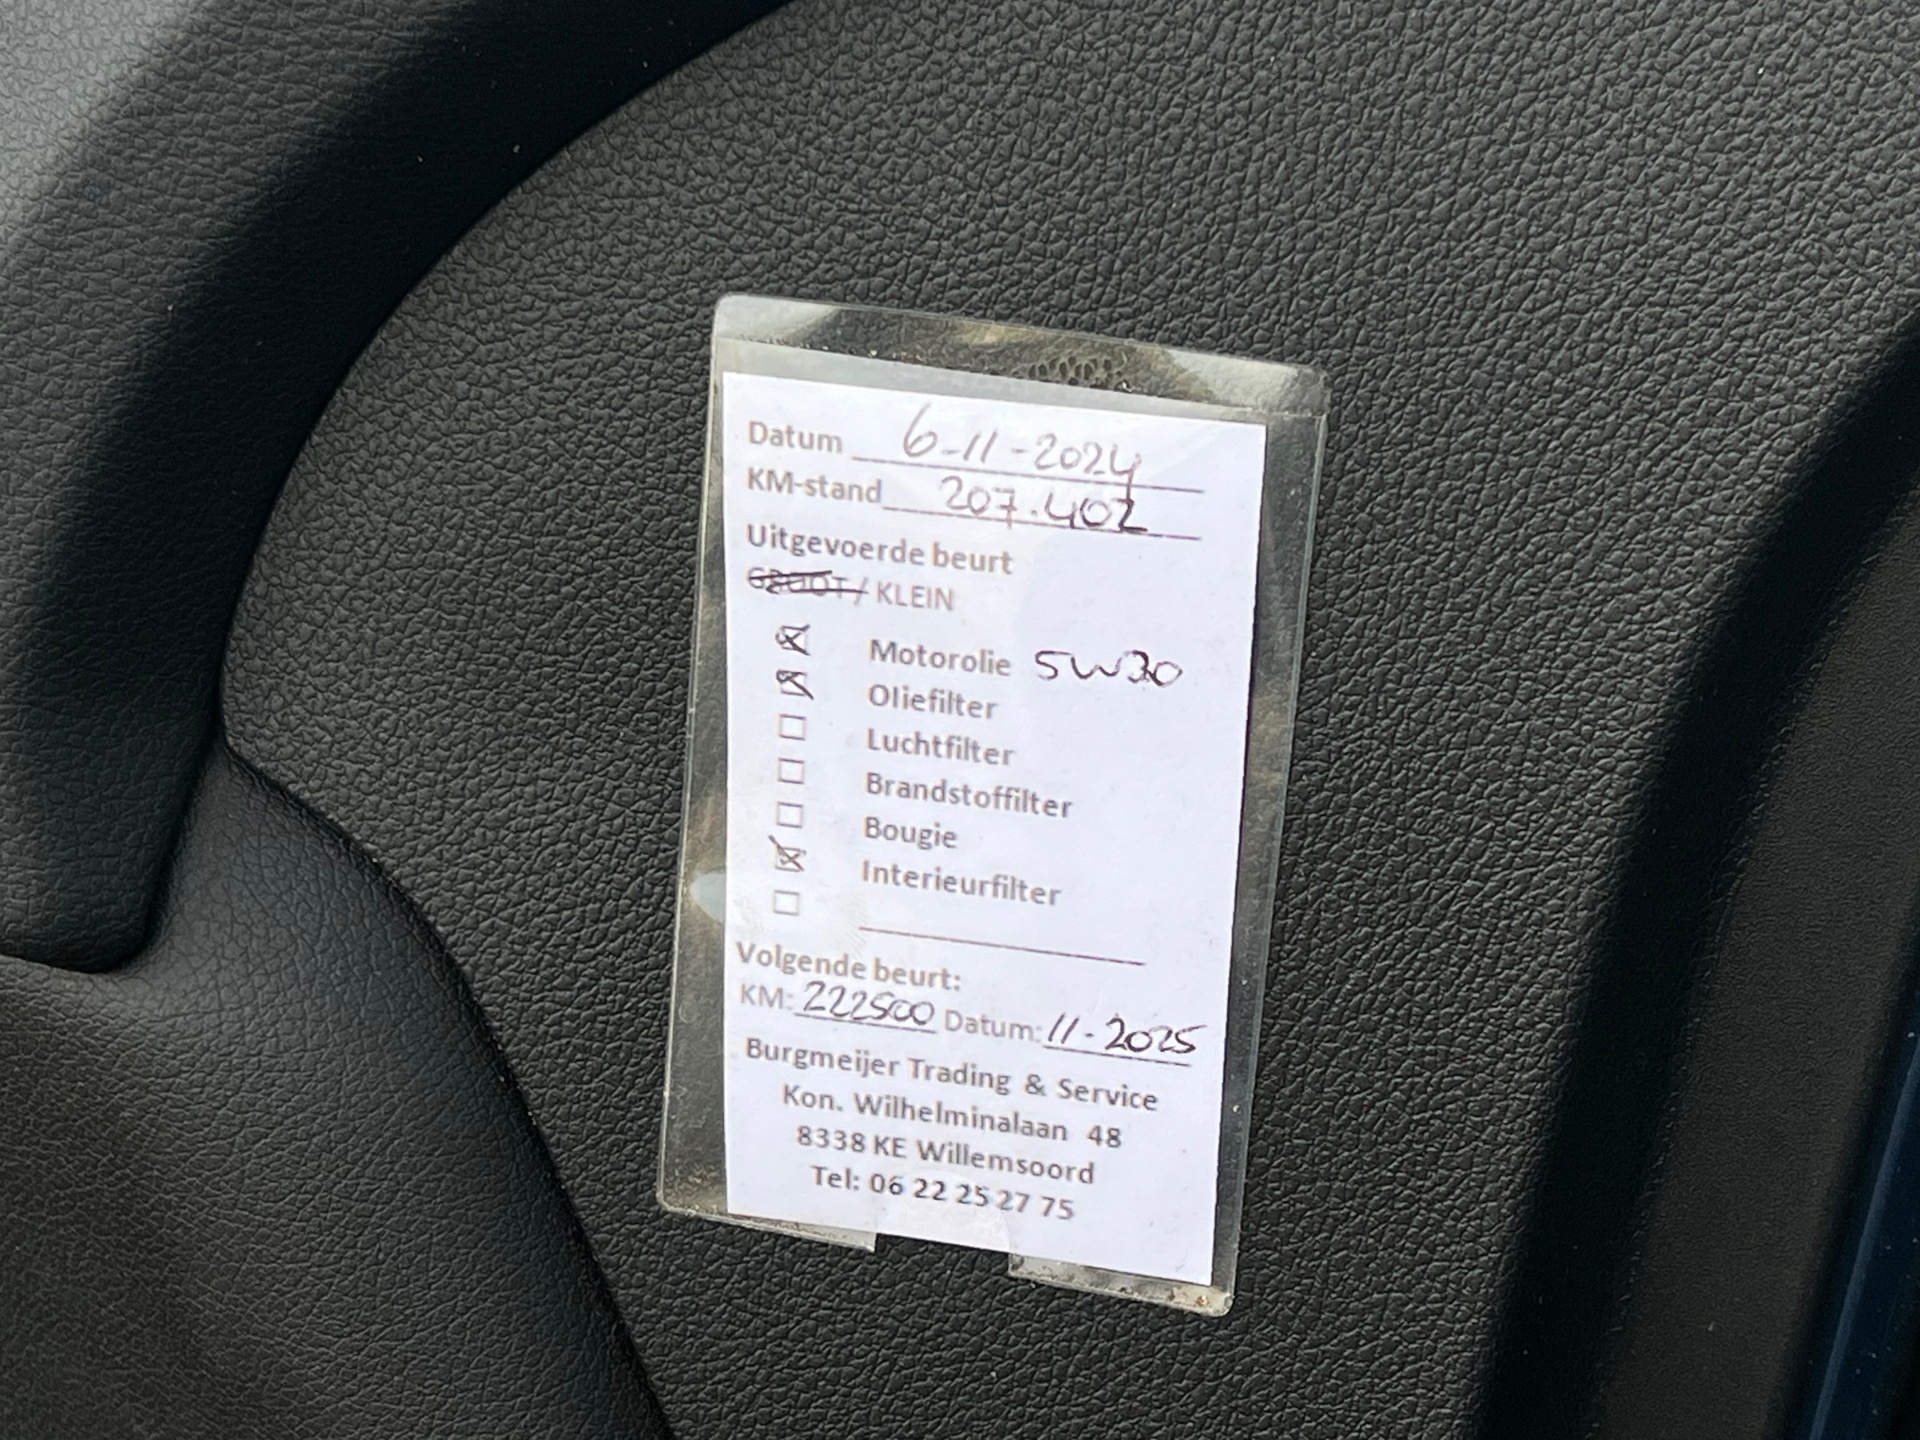 Datum 6-11-2024
KM-stand 207.402
Uitgevoerde beurt
GROOT / KLEIN
Motorolie 5W30
Oliefilter
Luchtfilter
Brandstoffilter
Bougie
Interieurfilter
Volgende beurt:
KM: 222500 Datum: 11-2025
Burgmeijer Trading & Service
Kon. Wilhelminalaan 48
8338 KE Willemsoord
Tel: 06 22 25 27 75